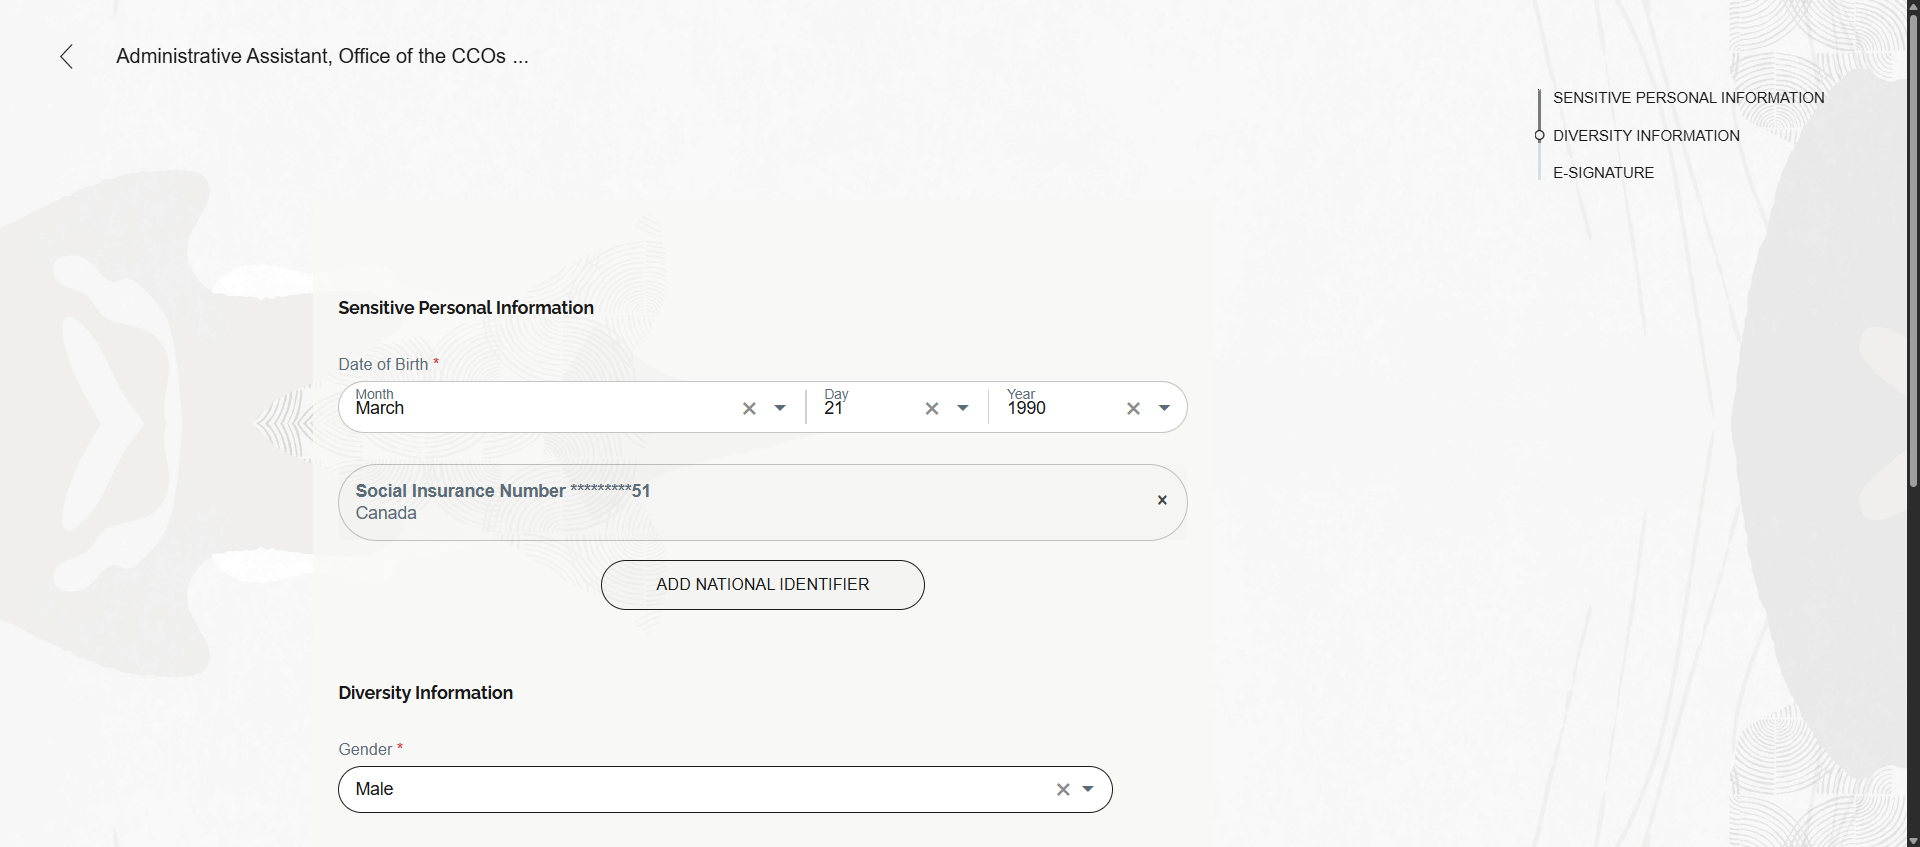 Administrative Assistant, Office of the CCOs ...
SENSITIVE PERSONAL INFORMATION
DIVERSITY INFORMATION
E-SIGNATURE
Sensitive Personal Information
Date of Birth *
Month
March
Day
21
Year
1990
Social Insurance Number *********51
Canada
ADD NATIONAL IDENTIFIER
Diversity Information
Gender *
Male